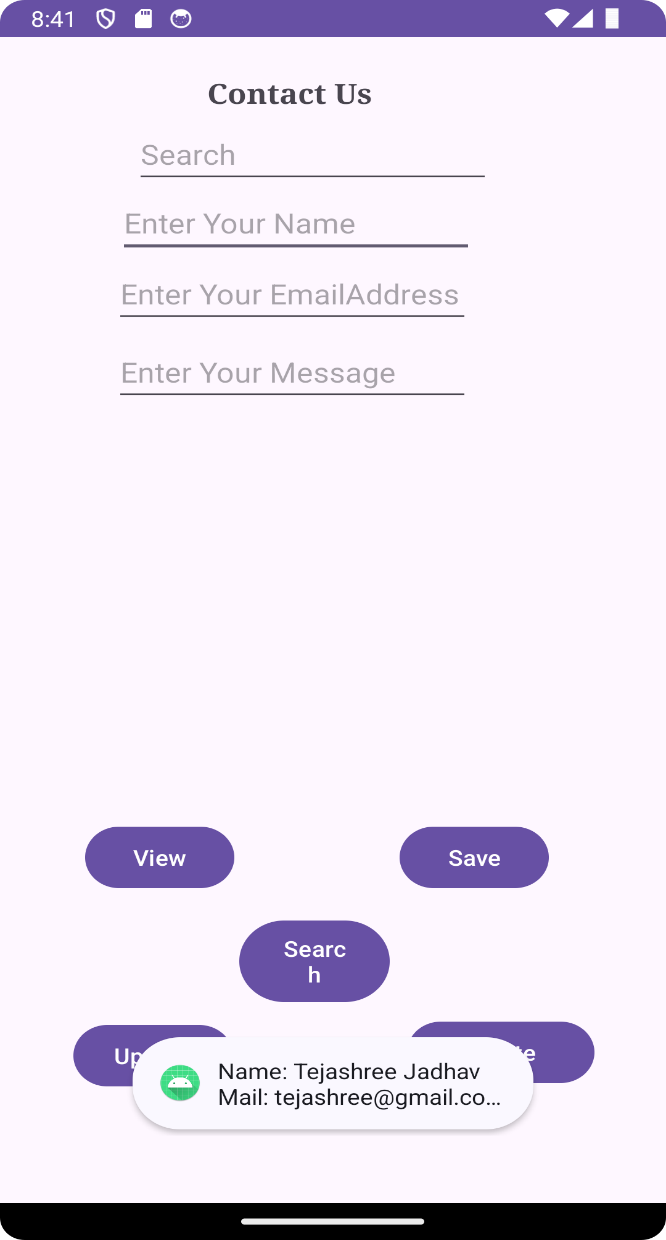 8:41
Contact Us
Search
Enter Your Name
Enter Your EmailAddress
Enter Your Message
View
Save
Searc
h
Name: Tejashree Jadhav
Mail: tejashree@gmail.co…